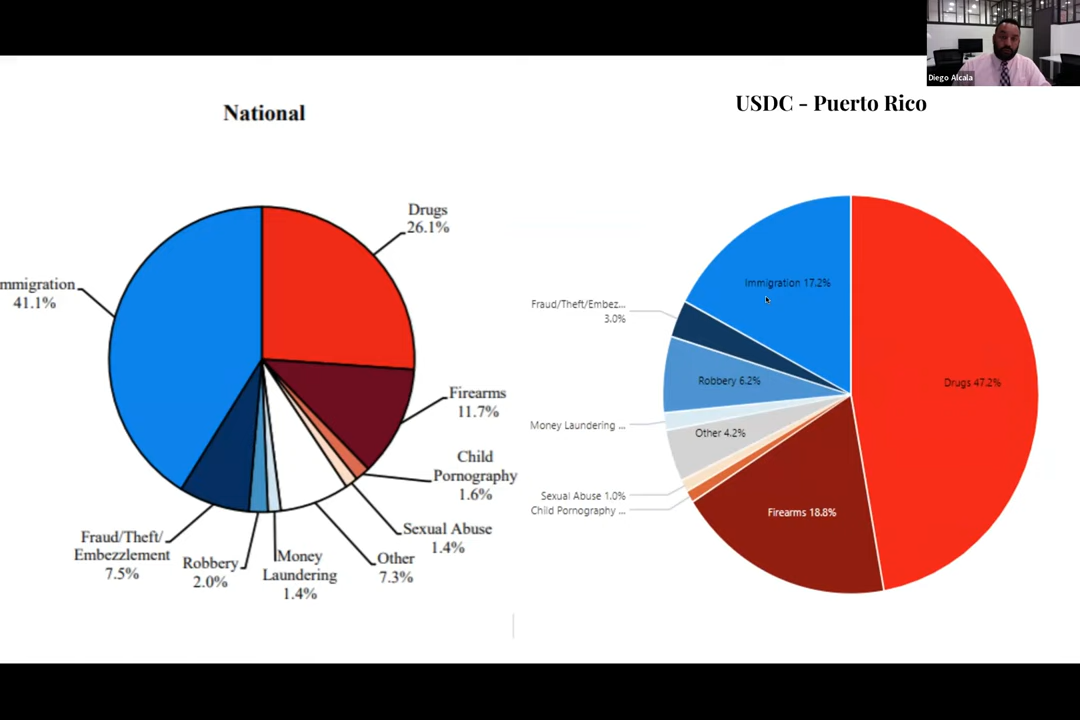 Diego Alcala
National
Drugs
26.1%
mmigration
41.1%
Firearms
11.7%
Child
Pornography
1.6%
Sexual Abuse
1.4%
Other
7.3%
Money
Laundering
1.4%
Robbery
2.0%
Fraud/Theft/
Embezzlement
7.5%
USDC - Puerto Rico
Immigration 17.2%
Fraud/Theft/Embez...
3.0%
Robbery 6.2%
Drugs 47.2%
Money Laundering ...
Other 4.2%
Sexual Abuse 1.0%
Child Pornography ...
Firearms 18.8%